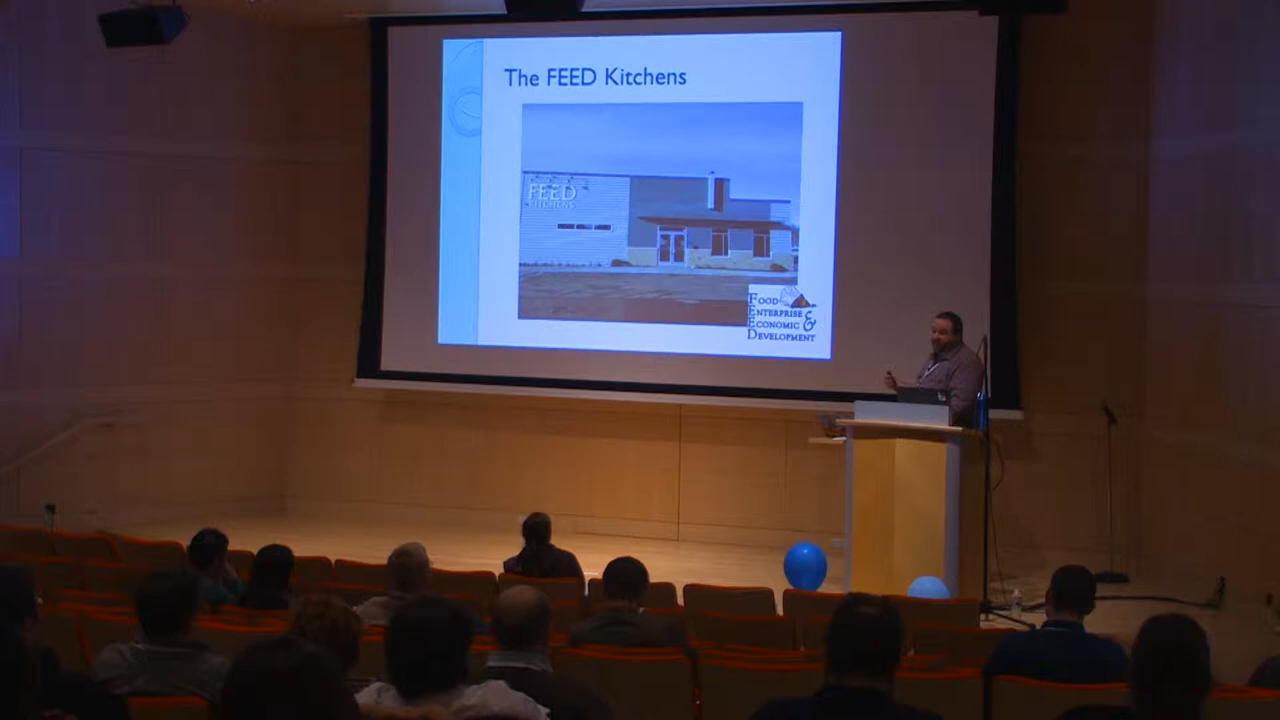 The FEED Kitchens
FEED
KITCHENS
FOOD
ENTERPRISE &
ECONOMIC
DEVELOPMENT